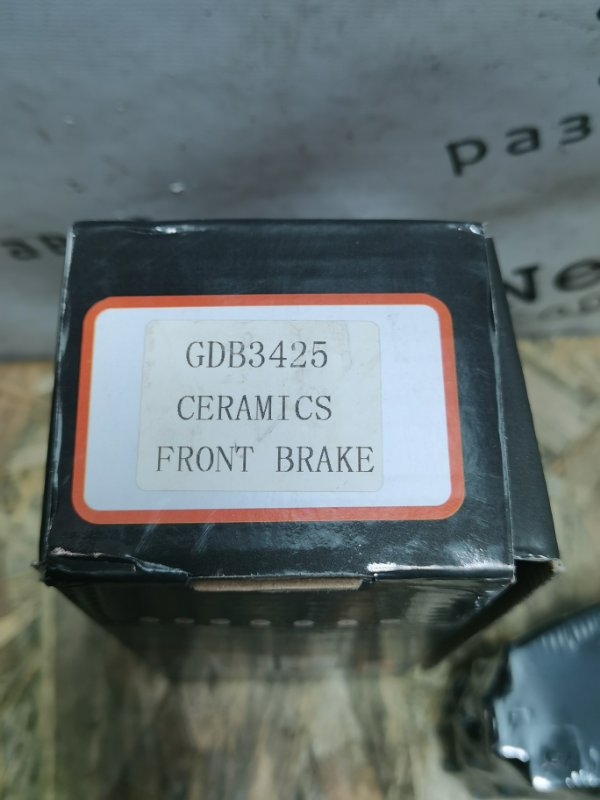 раз
Ne
GDB3425
CERAMICS
FRONT BRAKE